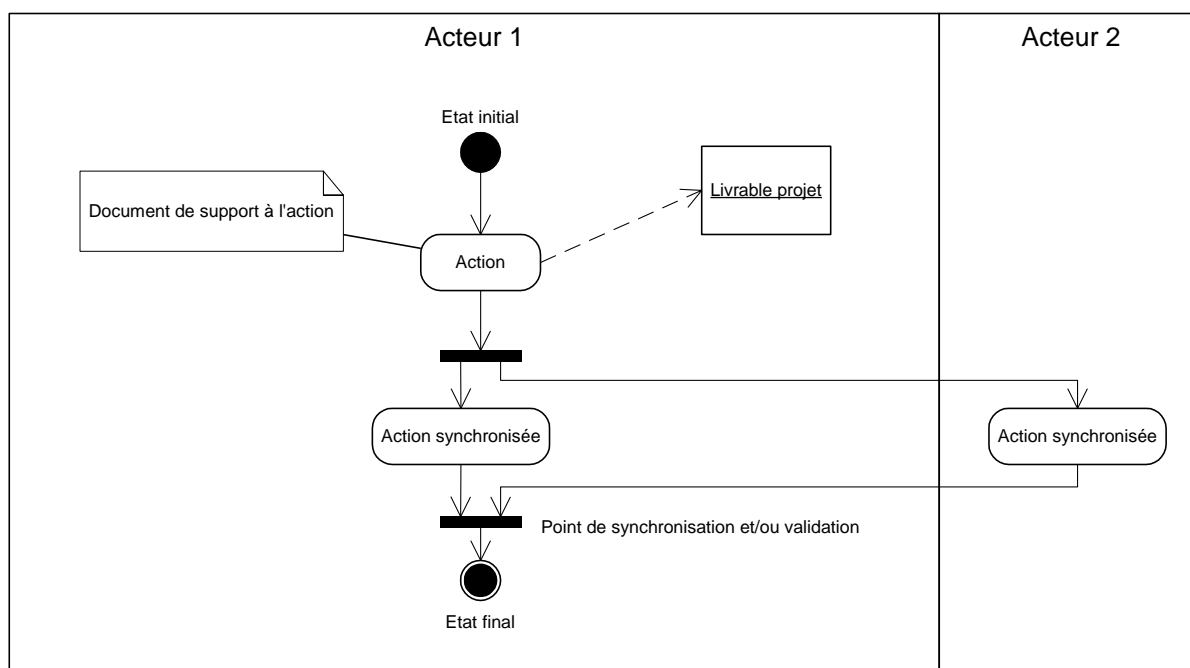 Acteur 1
Acteur 2
Etat initial
Document de support à l'action
Livrable projet
Action
Action synchronisée
Action synchronisée
Point de synchronisation et/ou validation
Etat final